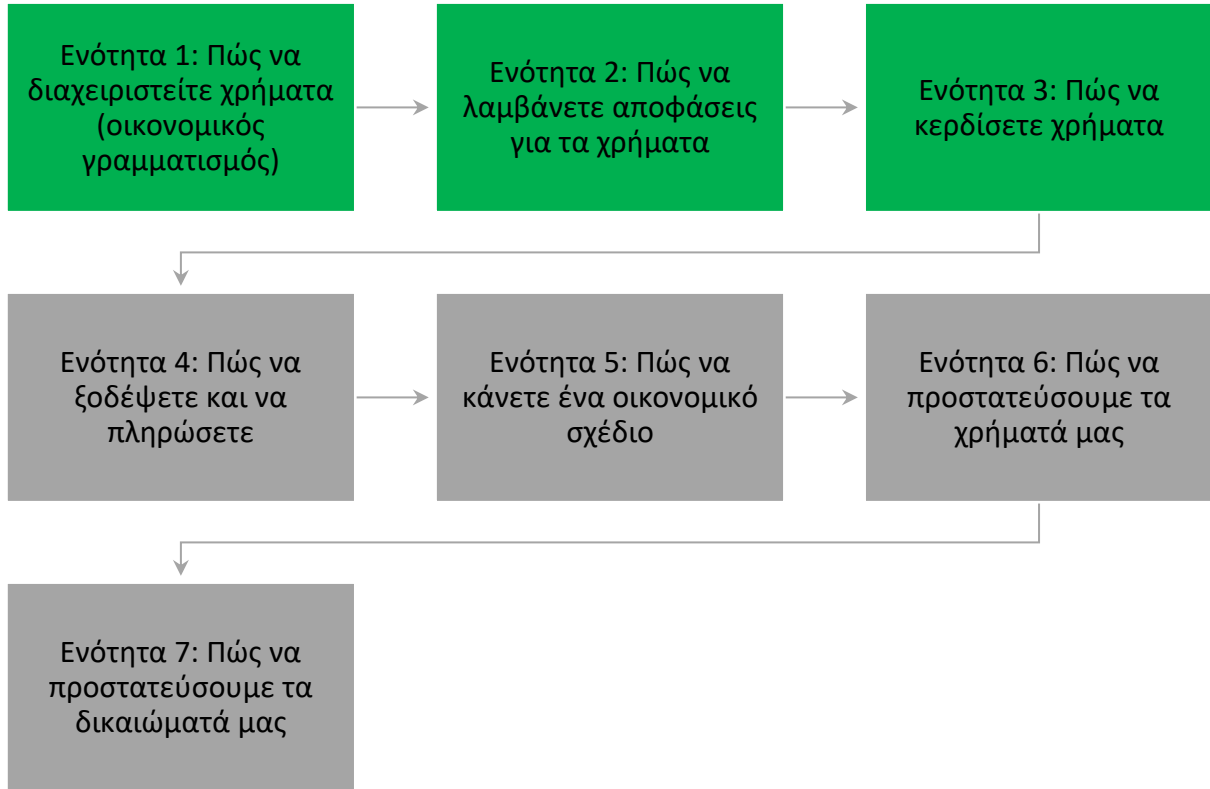 Ενότητα 1: Πώς να
διαχειριστείτε χρήματα
(οικονομικός
γραμματισμός)
Ενότητα 2: Πώς να
λαμβάνετε αποφάσεις
για τα χρήματα
Ενότητα 3: Πώς να
κερδίσετε χρήματα
Ενότητα 4: Πώς να
ξοδέψετε και να
πληρώσετε
Ενότητα 5: Πώς να
κάνετε ένα οικονομικό
σχέδιο
Ενότητα 6: Πώς να
προστατεύσουμε τα
χρήματά μας
Ενότητα 7: Πώς να
προστατεύσουμε τα
δικαιώματά μας